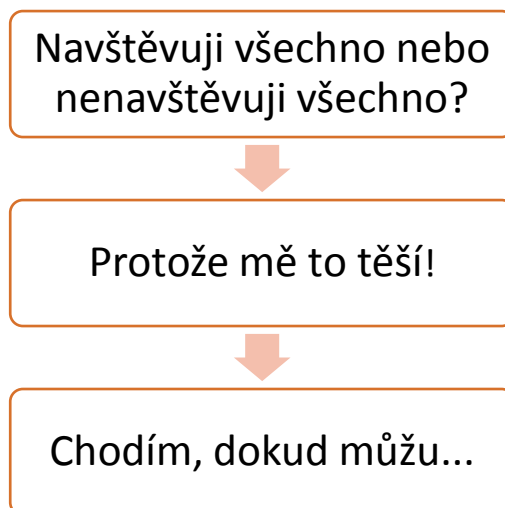 Navštěvuji všechno nebo
nenavštěvuji všechno?
Protože mě to těší!
Chodím, dokud můžu...